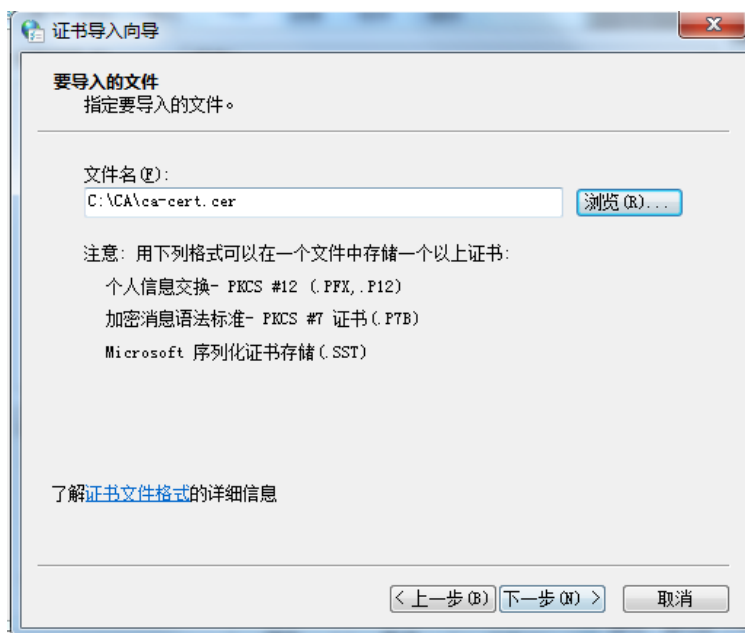 证书导入向导
要导入的文件
指定要导入的文件。
文件名(F):
C:\CA\ca-cert.cer
浏览(R)...
注意: 用下列格式可以在一个文件中存储一个以上证书:
个人信息交换- PKCS #12 (.PFX,.P12)
加密消息语法标准- PKCS #7 证书(.P7B)
Microsoft 序列化证书存储(.SST)
了解证书文件格式的详细信息
< 上一步(B) 下一步(N) > 取消